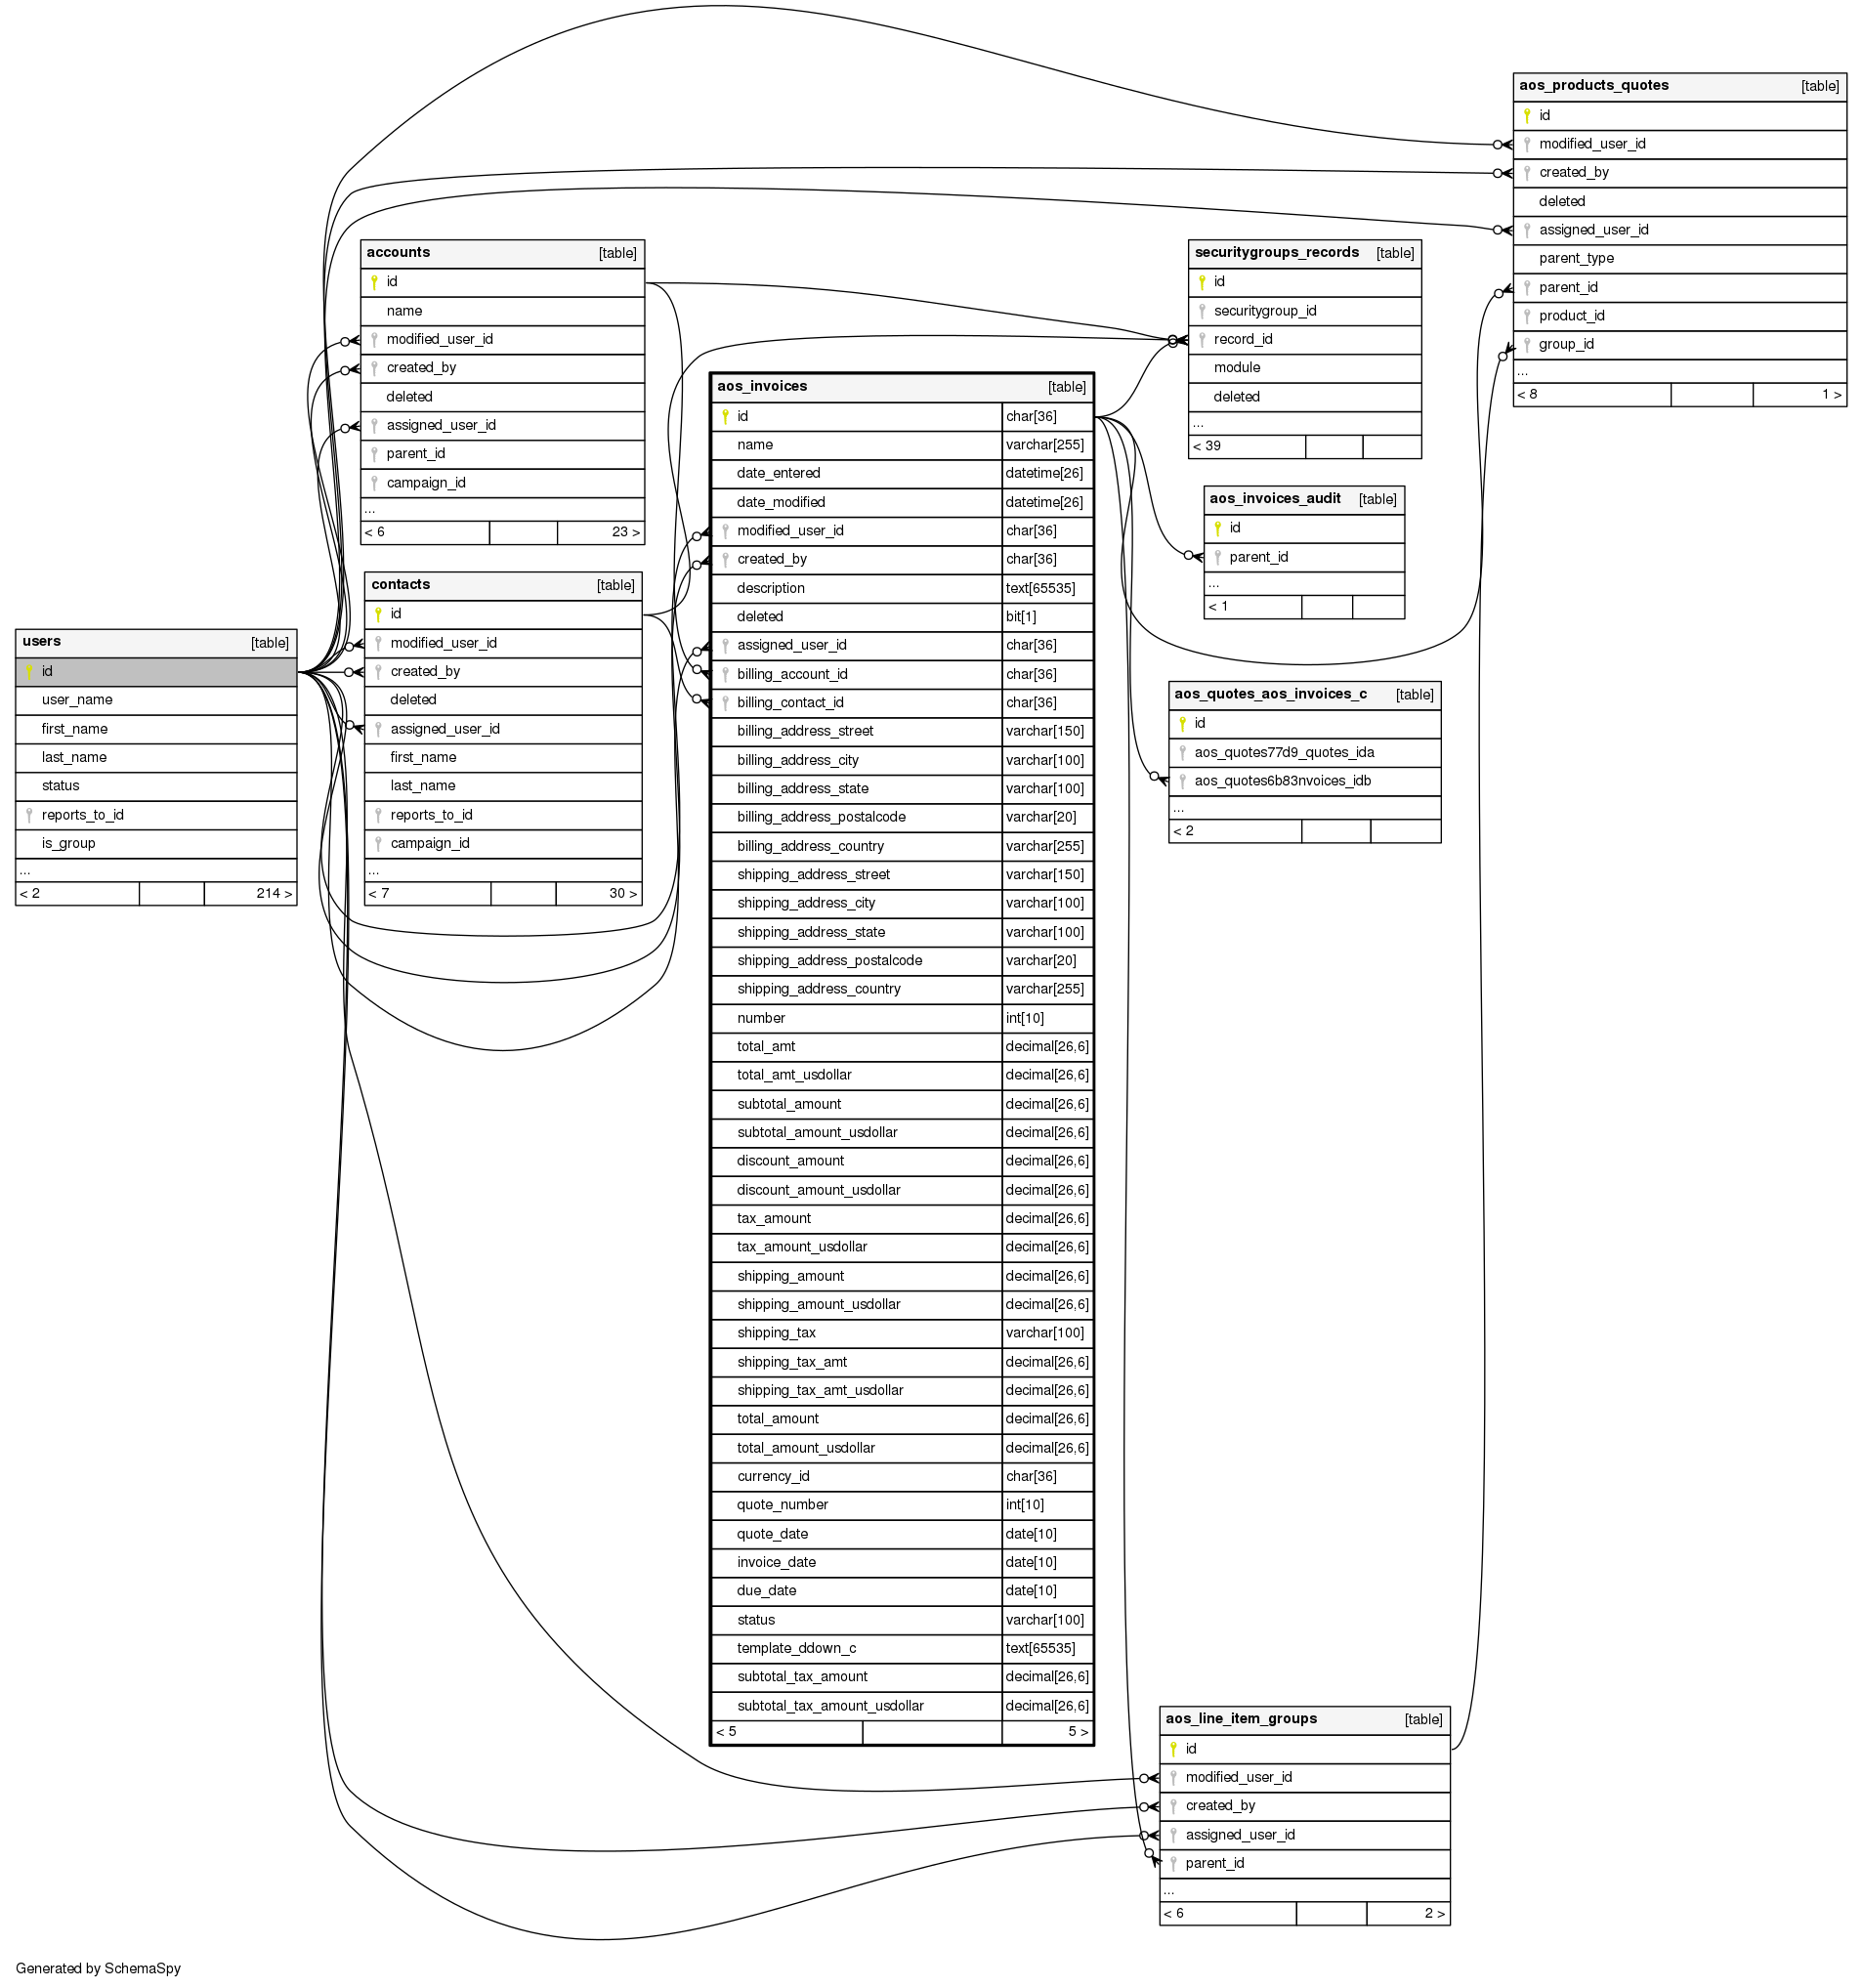 aos_products_quotes [table]
id
modified_user_id
created_by
deleted
assigned_user_id
parent_type
parent_id
product_id
group_id
...
< 8 1 >
accounts [table]
id
name
modified_user_id
created_by
deleted
assigned_user_id
parent_id
campaign_id
...
< 6 23 >
securitygroups_records [table]
id
securitygroup_id
record_id
module
deleted
...
< 39
aos_invoices [table]
id char[36]
name varchar[255]
date_entered datetime[26]
date_modified datetime[26]
modified_user_id char[36]
created_by char[36]
description text[65535]
deleted bit[1]
assigned_user_id char[36]
billing_account_id char[36]
billing_contact_id char[36]
billing_address_street varchar[150]
billing_address_city varchar[100]
billing_address_state varchar[100]
billing_address_postalcode varchar[20]
billing_address_country varchar[255]
shipping_address_street varchar[150]
shipping_address_city varchar[100]
shipping_address_state varchar[100]
shipping_address_postalcode varchar[20]
shipping_address_country varchar[255]
number int[10]
total_amt decimal[26,6]
total_amt_usdollar decimal[26,6]
subtotal_amount decimal[26,6]
subtotal_amount_usdollar decimal[26,6]
discount_amount decimal[26,6]
discount_amount_usdollar decimal[26,6]
tax_amount decimal[26,6]
tax_amount_usdollar decimal[26,6]
shipping_amount decimal[26,6]
shipping_amount_usdollar decimal[26,6]
shipping_tax varchar[100]
shipping_tax_amt decimal[26,6]
shipping_tax_amt_usdollar decimal[26,6]
total_amount decimal[26,6]
total_amount_usdollar decimal[26,6]
currency_id char[36]
quote_number int[10]
quote_date date[10]
invoice_date date[10]
due_date date[10]
status varchar[100]
template_ddown_c text[65535]
subtotal_tax_amount decimal[26,6]
subtotal_tax_amount_usdollar decimal[26,6]
< 5 5 >
aos_invoices_audit [table]
id
parent_id
...
< 1
contacts [table]
id
modified_user_id
created_by
deleted
assigned_user_id
first_name
last_name
reports_to_id
campaign_id
...
< 7 30 >
users [table]
id
user_name
first_name
last_name
status
reports_to_id
is_group
...
< 2 214 >
aos_quotes_aos_invoices_c [table]
id
aos_quotes77d9_quotes_ida
aos_quotes6b83nvoices_idb
...
< 2
aos_line_item_groups [table]
id
modified_user_id
created_by
assigned_user_id
parent_id
...
< 6 2 >
Generated by SchemaSpy